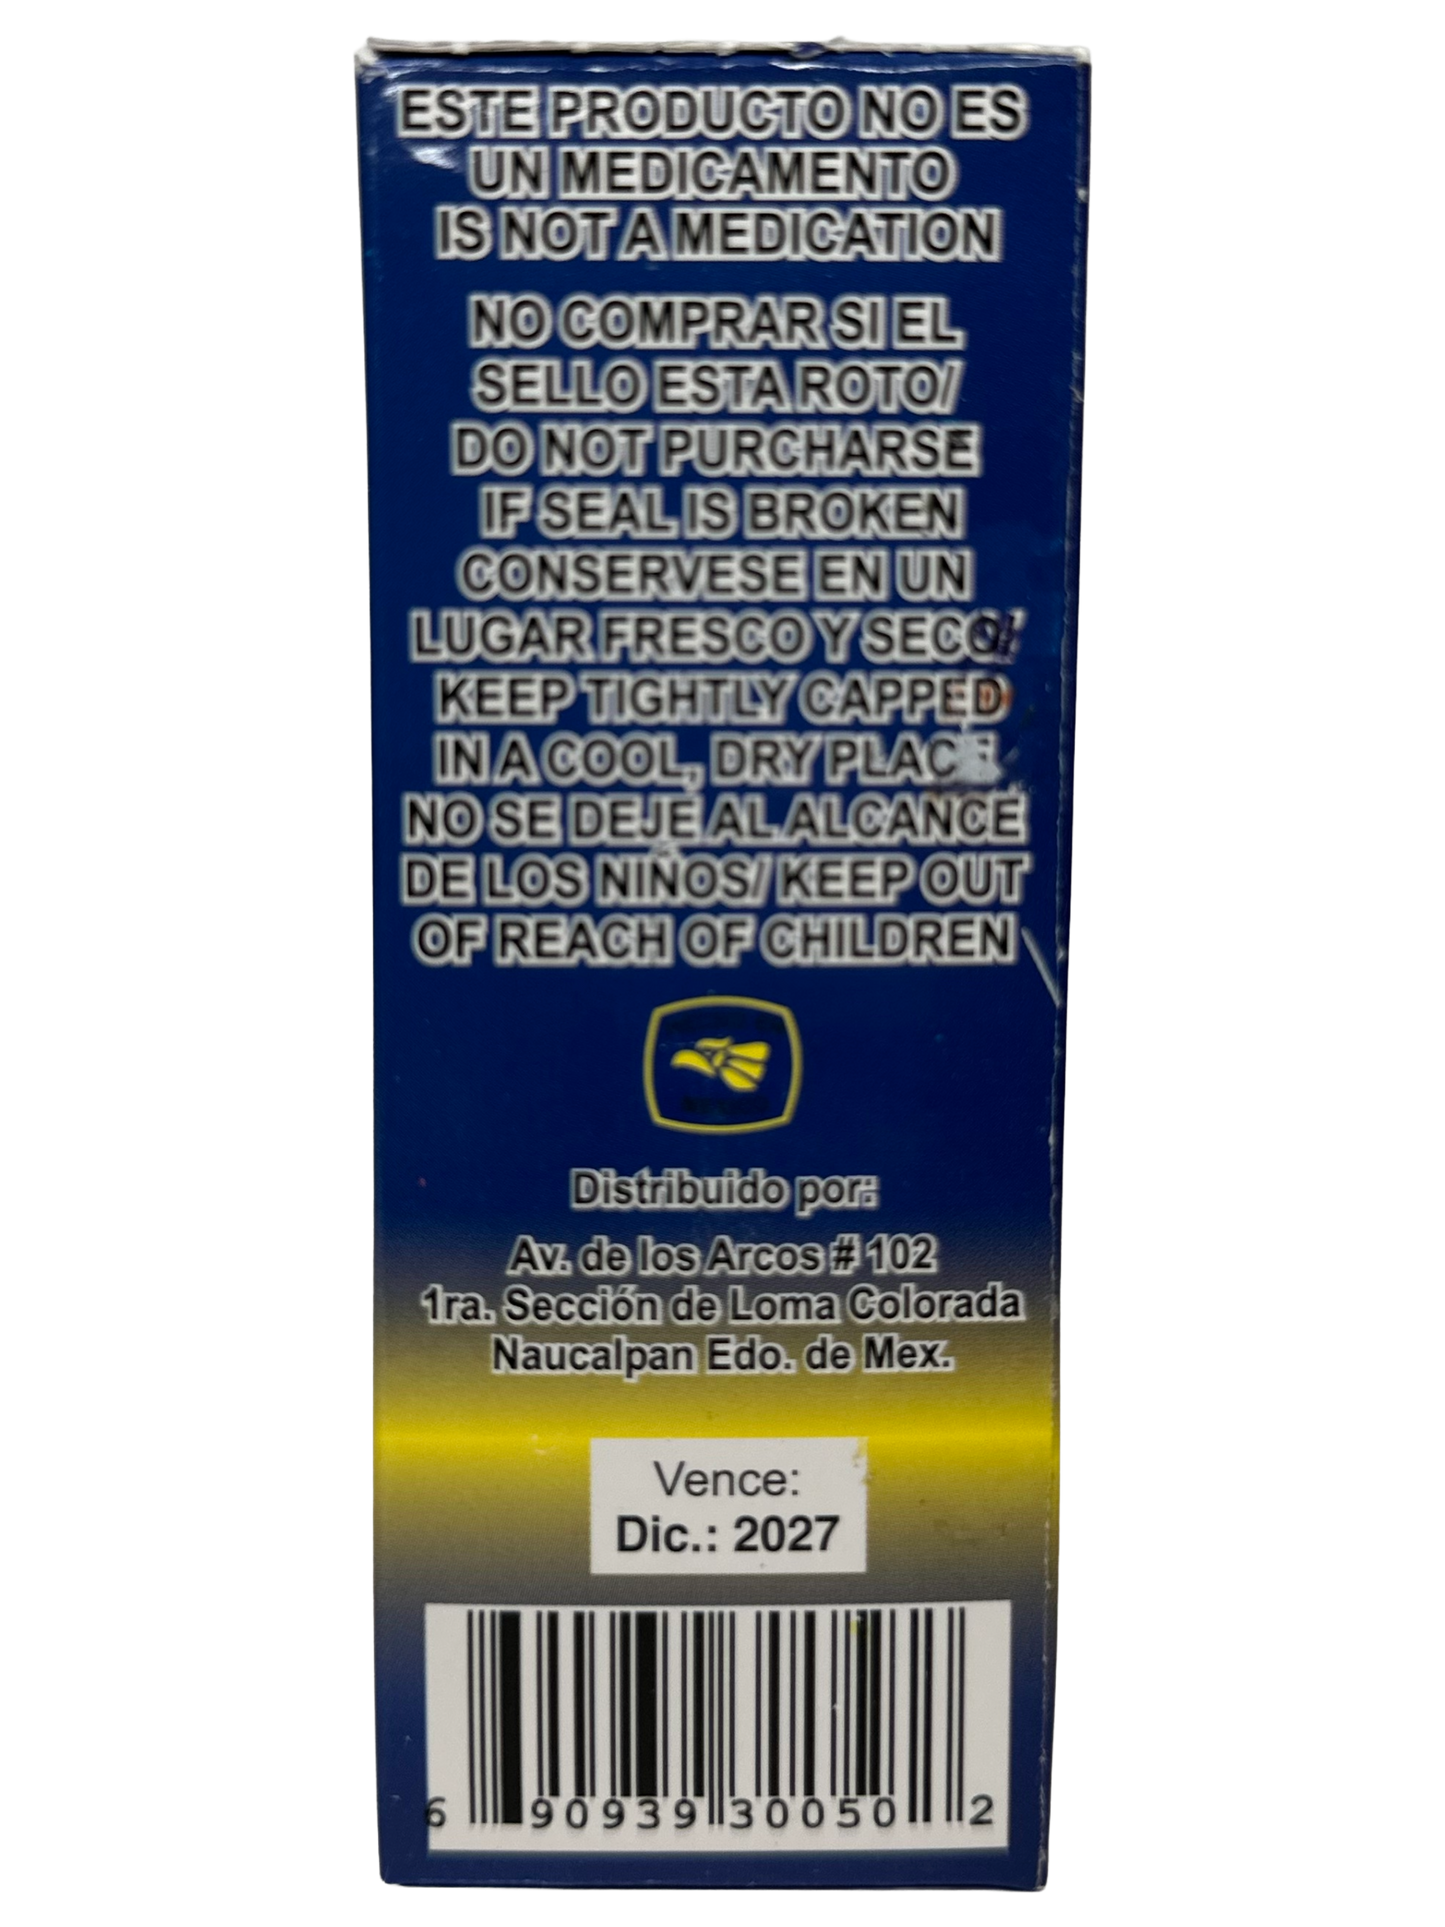 ESTE PRODUCTO NO ES
UN MEDICAMENTO
IS NOT A MEDICATION
NO COMPRAR SI EL
SELLO ESTA ROTO/
DO NOT PURCHARSE
IF SEAL IS BROKEN
CONSERVESE EN UN
LUGAR FRESCO Y SECO/
KEEP TIGHTLY CAPPED
IN A COOL, DRY PLACE
NO SE DEJE AL ALCANCE
DE LOS NIÑOS/ KEEP OUT
OF REACH OF CHILDREN
Distribuido por:
Av. de los Arcos # 102
1ra. Sección de Loma Colorada
Naucalpan Edo. de Mex.
Vence:
Dic.: 2027
6 90939 30050 2